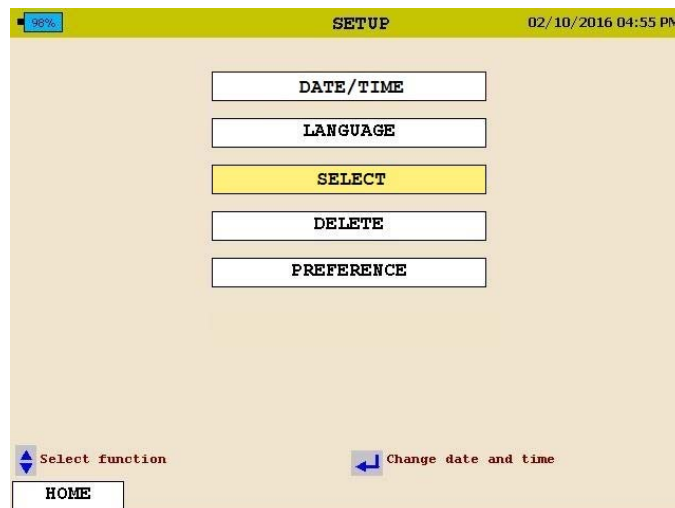 98% SETUP 02/10/2016 04:55 PM
DATE/TIME
LANGUAGE
SELECT
DELETE
PREFERENCE
Select function Change date and time
HOME